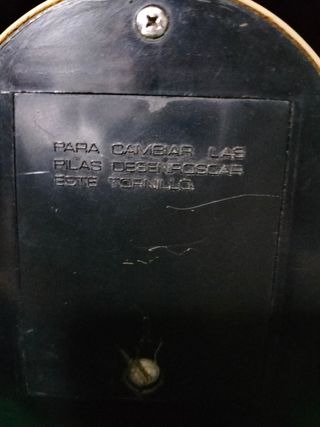 PARA CAMBIAR LAS
PILAS DESENROSCAR
ESTE TORNILLO